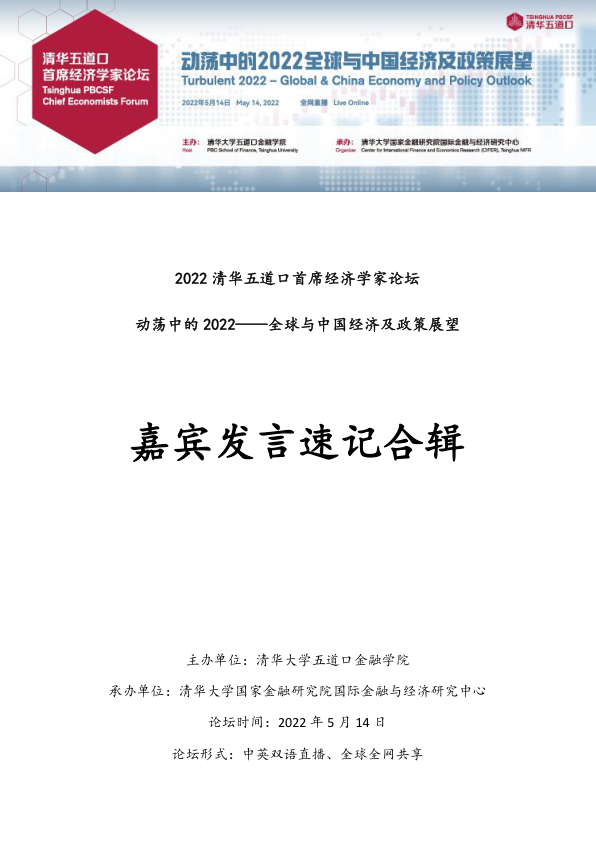 TSINGHUA PBCSF
清华五道口
清华五道口
首席经济学家论坛
Tsinghua PBCSF
Chief Economists Forum
动荡中的2022全球与中国经济及政策展望
Turbulent 2022 – Global & China Economy and Policy Outlook
2022年5月14日 May 14, 2022 全网直播 Live Online
主办： 清华大学五道口金融学院 承办： 清华大学国家金融研究院国际金融与经济研究中心
Host PBC School of Finance, Tsinghua University Organizer Center for International Finance and Economics Research (CIFER), Tsinghua NIFR
2022 清华五道口首席经济学家论坛
动荡中的 2022——全球与中国经济及政策展望
嘉宾发言速记合辑
主办单位：清华大学五道口金融学院
承办单位：清华大学国家金融研究院国际金融与经济研究中心
论坛时间：2022 年 5 月 14 日
论坛形式：中英双语直播、全球全网共享